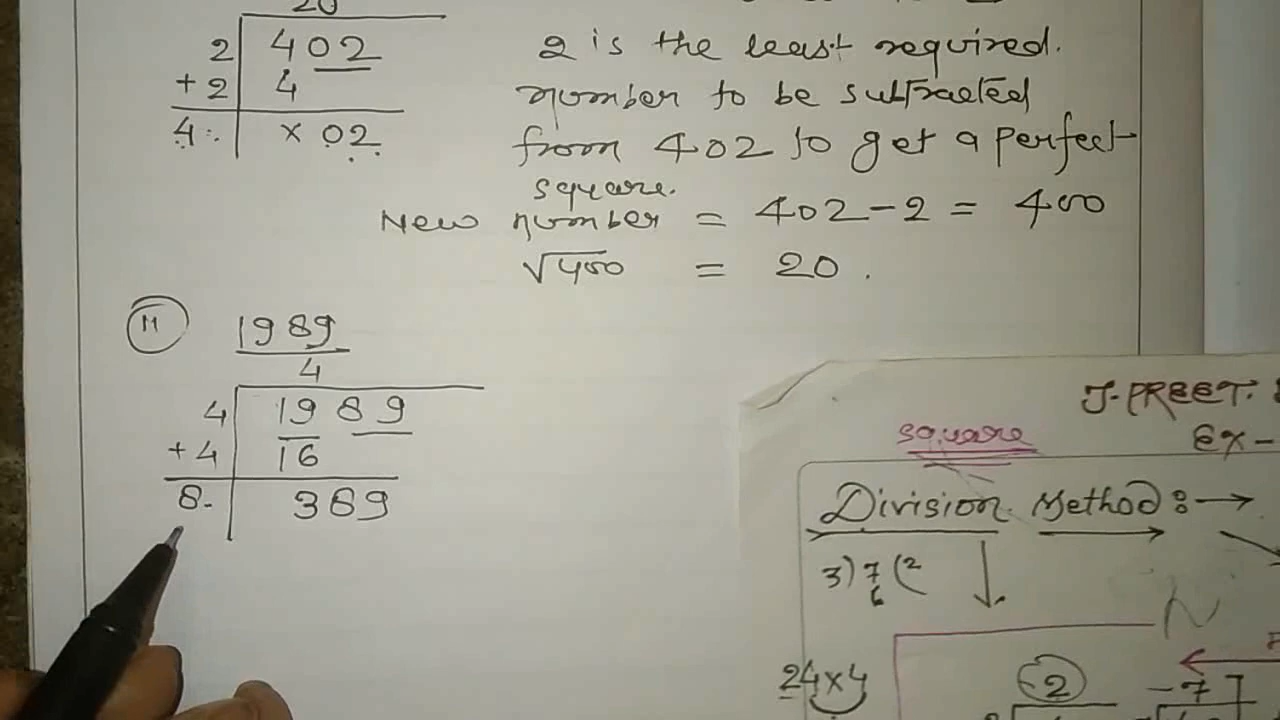 20
2 402
+2 4
4. ×02
2 is the least required.
number to be subtracted
from 402 to get a perfect
square.
New number = 402-2 = 400
√400 = 20.
11 1989
4
4 1989
+4 16
8. 389
J.PREET.
square
Ex-
Division Method:→
3)7(2
6
24×4
-2
-7
N